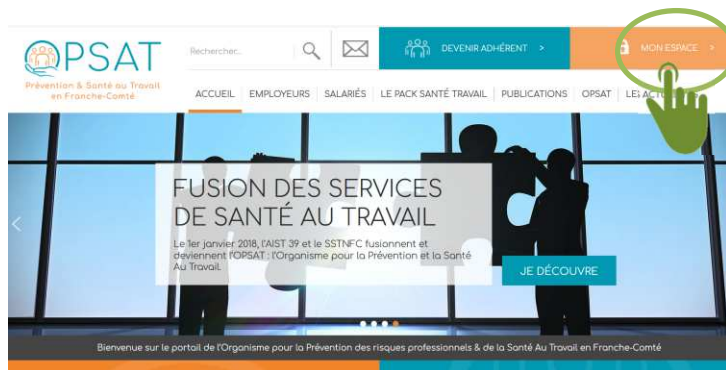 OPSAT
Prévention & Santé au Travail
en Franche-Comté
Rechercher...
DEVENIR ADHÉRENT >
MON ESPACE >
ACCUEIL EMPLOYEURS SALARIÉS LE PACK SANTÉ TRAVAIL PUBLICATIONS OPSAT
FUSION DES SERVICES
DE SANTÉ AU TRAVAIL
Le 1er janvier 2018, l'AIST 39 et le SSTNFC fusionnent et
deviennent l'OPSAT : l'Organisme pour la Prévention et la Santé
Au Travail.
JE DÉCOUVRE
Bienvenue sur le portail de l'Organisme pour la Prévention des risques professionnels & de la Santé Au Travail en Franche-Comté